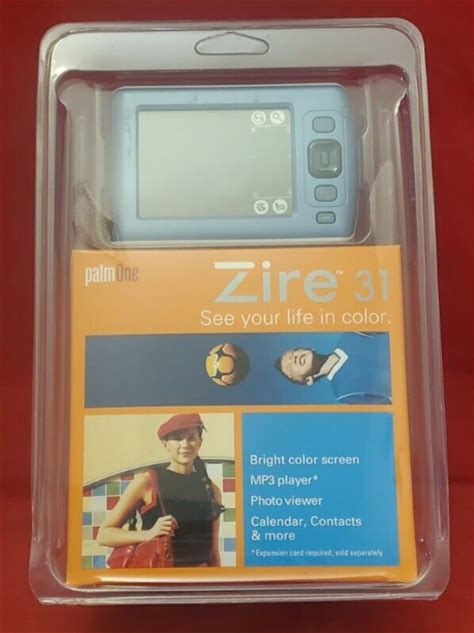 palmOne
Zire™ 31
See your life in color.
Bright color screen
MP3 player*
Photo viewer
Calendar, Contacts
& more
*Expansion card required, sold separately